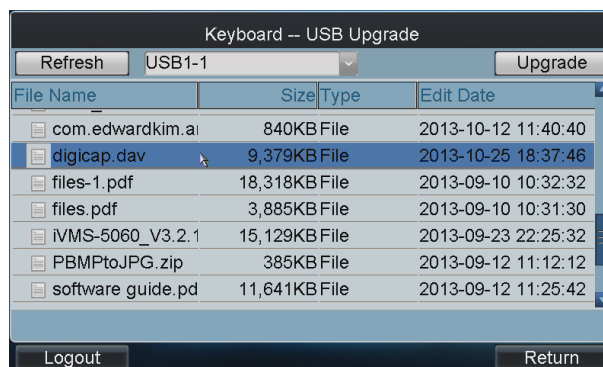 Keyboard -- USB Upgrade
Refresh USB1-1 Upgrade
File Name Size Type Edit Date
com.edwardkim.a 840KB File 2013-10-12 11:40:40
digicap.dav 9,379KB File 2013-10-25 18:37:46
files-1.pdf 18,318KB File 2013-09-10 10:32:32
files.pdf 3,885KB File 2013-09-10 10:31:30
iVMS-5060_V3.2.1 15,129KB File 2013-09-23 22:25:32
PBMPtoJPG.zip 385KB File 2013-09-12 11:12:12
software guide.pd 11,641KB File 2013-09-12 11:25:42
Logout Return